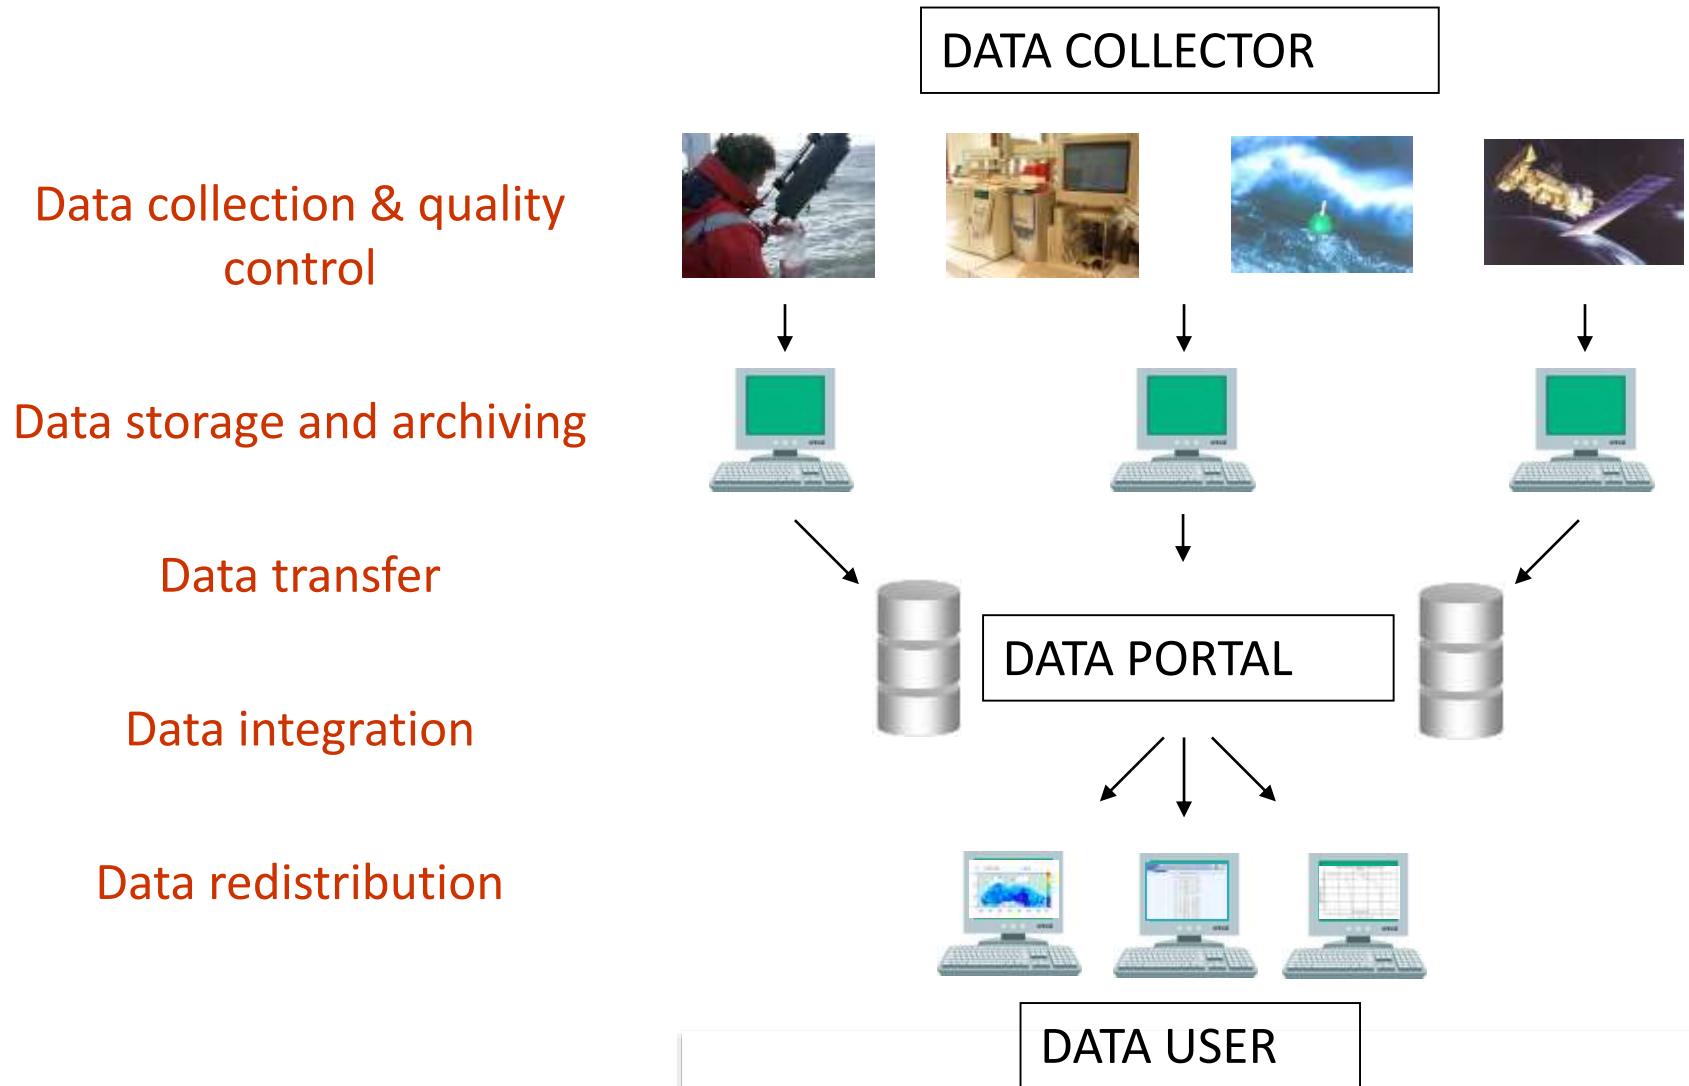 DATA COLLECTOR
Data collection & quality
control
Data storage and archiving
Data transfer
DATA PORTAL
Data integration
Data redistribution
DATA USER